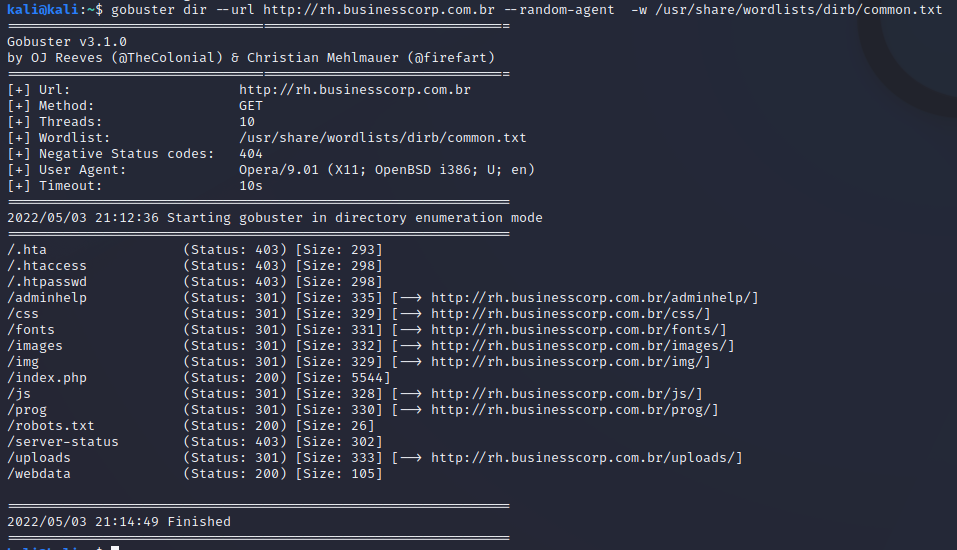 kali@kali:~$ gobuster dir --url http://rh.businesscorp.com.br --random-agent  -w /usr/share/wordlists/dirb/common.txt
===============================================================
Gobuster v3.1.0
by OJ Reeves (@TheColonial) & Christian Mehlmauer (@firefart)
===============================================================
[+] Url:                     http://rh.businesscorp.com.br
[+] Method:                  GET
[+] Threads:                 10
[+] Wordlist:                /usr/share/wordlists/dirb/common.txt
[+] Negative Status codes:   404
[+] User Agent:              Opera/9.01 (X11; OpenBSD i386; U; en)
[+] Timeout:                 10s
===============================================================
2022/05/03 21:12:36 Starting gobuster in directory enumeration mode
===============================================================
/.hta                 (Status: 403) [Size: 293]
/.htaccess            (Status: 403) [Size: 298]
/.htpasswd            (Status: 403) [Size: 298]
/adminhelp            (Status: 301) [Size: 335] [--> http://rh.businesscorp.com.br/adminhelp/]
/css                  (Status: 301) [Size: 329] [--> http://rh.businesscorp.com.br/css/]
/fonts                (Status: 301) [Size: 331] [--> http://rh.businesscorp.com.br/fonts/]
/images               (Status: 301) [Size: 332] [--> http://rh.businesscorp.com.br/images/]
/img                  (Status: 301) [Size: 329] [--> http://rh.businesscorp.com.br/img/]
/index.php            (Status: 200) [Size: 5544]
/js                   (Status: 301) [Size: 328] [--> http://rh.businesscorp.com.br/js/]
/prog                 (Status: 301) [Size: 330] [--> http://rh.businesscorp.com.br/prog/]
/robots.txt           (Status: 200) [Size: 26]
/server-status        (Status: 403) [Size: 302]
/uploads              (Status: 301) [Size: 333] [--> http://rh.businesscorp.com.br/uploads/]
/webdata              (Status: 200) [Size: 105]
===============================================================
2022/05/03 21:14:49 Finished
===============================================================